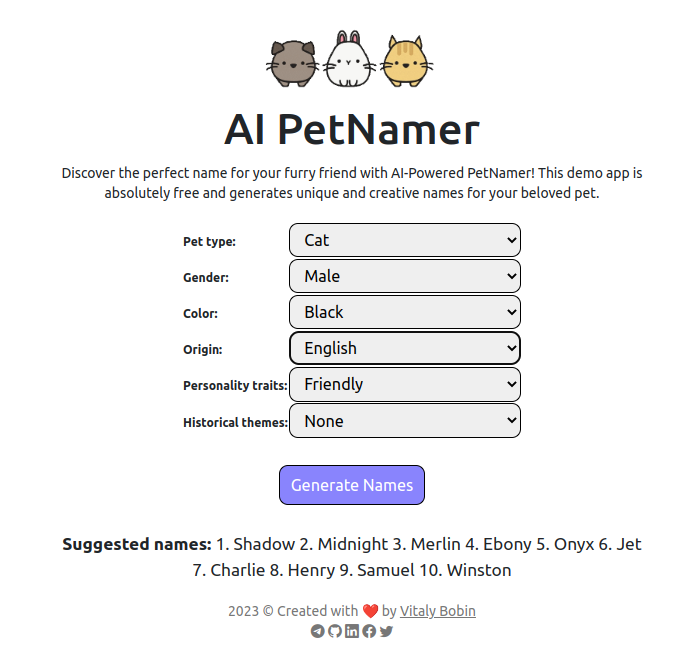 AI PetNamer
Discover the perfect name for your furry friend with AI-Powered PetNamer! This demo app is
absolutely free and generates unique and creative names for your beloved pet.
Pet type: Cat
Gender: Male
Color: Black
Origin: English
Personality traits: Friendly
Historical themes: None
Generate Names
Suggested names: 1. Shadow 2. Midnight 3. Merlin 4. Ebony 5. Onyx 6. Jet
7. Charlie 8. Henry 9. Samuel 10. Winston
2023 © Created with ❤️ by Vitaly Bobin